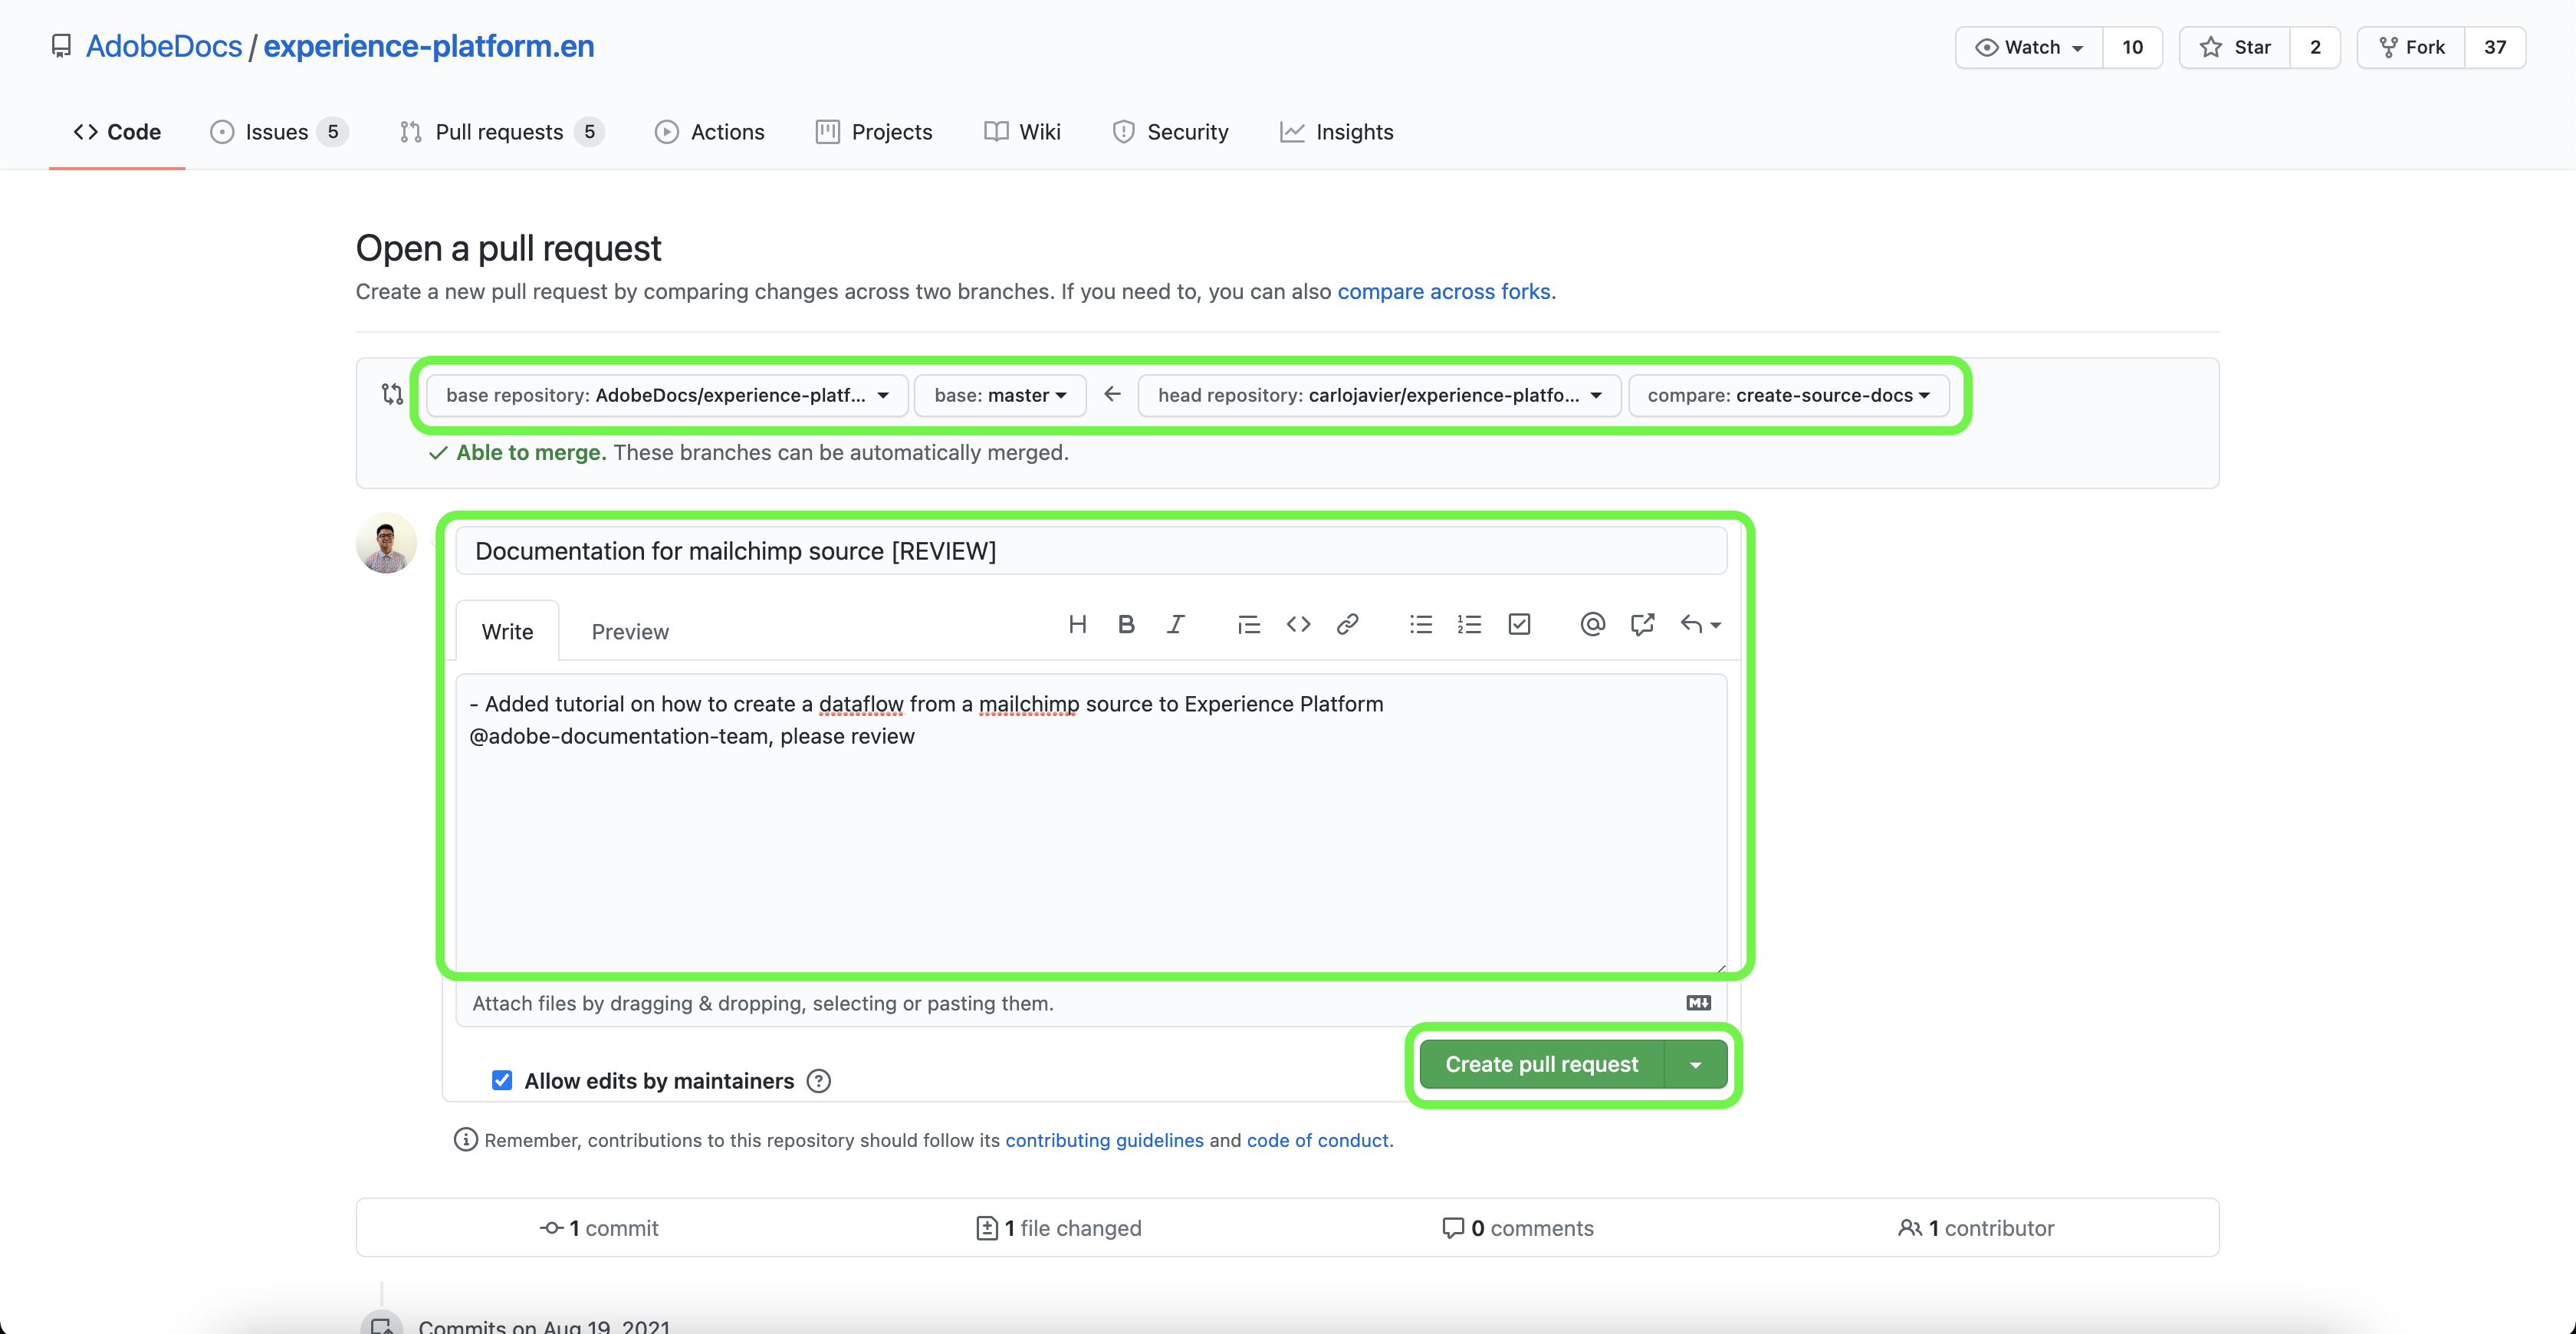 AdobeDocs / experience-platform.en
Watch 10 Star 2 Fork 37
Code Issues 5 Pull requests 5 Actions Projects Wiki Security Insights
Open a pull request
Create a new pull request by comparing changes across two branches. If you need to, you can also compare across forks.
base repository: AdobeDocs/experience-platf... base: master head repository: carlojavier/experience-platfo... compare: create-source-docs
Able to merge. These branches can be automatically merged.
Documentation for mailchimp source [REVIEW]
Write Preview
- Added tutorial on how to create a dataflow from a mailchimp source to Experience Platform
@adobe-documentation-team, please review
Attach files by dragging & dropping, selecting or pasting them.
Create pull request
Allow edits by maintainers
Remember, contributions to this repository should follow its contributing guidelines and code of conduct.
1 commit 1 file changed 0 comments 1 contributor
Commits on Aug 19, 2021